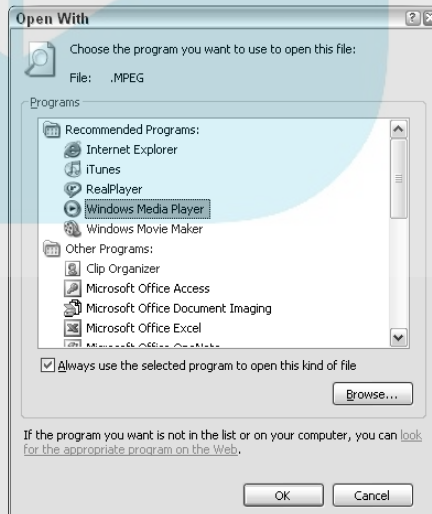 Open With
Choose the program you want to use to open this file:
File: .MPEG
Programs
Recommended Programs:
Internet Explorer
iTunes
RealPlayer
Windows Media Player
Windows Movie Maker
Other Programs:
Clip Organizer
Microsoft Office Access
Microsoft Office Document Imaging
Microsoft Office Excel
Microsoft Office OneNote
Always use the selected program to open this kind of file
Browse...
If the program you want is not in the list or on your computer, you can look
for the appropriate program on the Web.
OK
Cancel